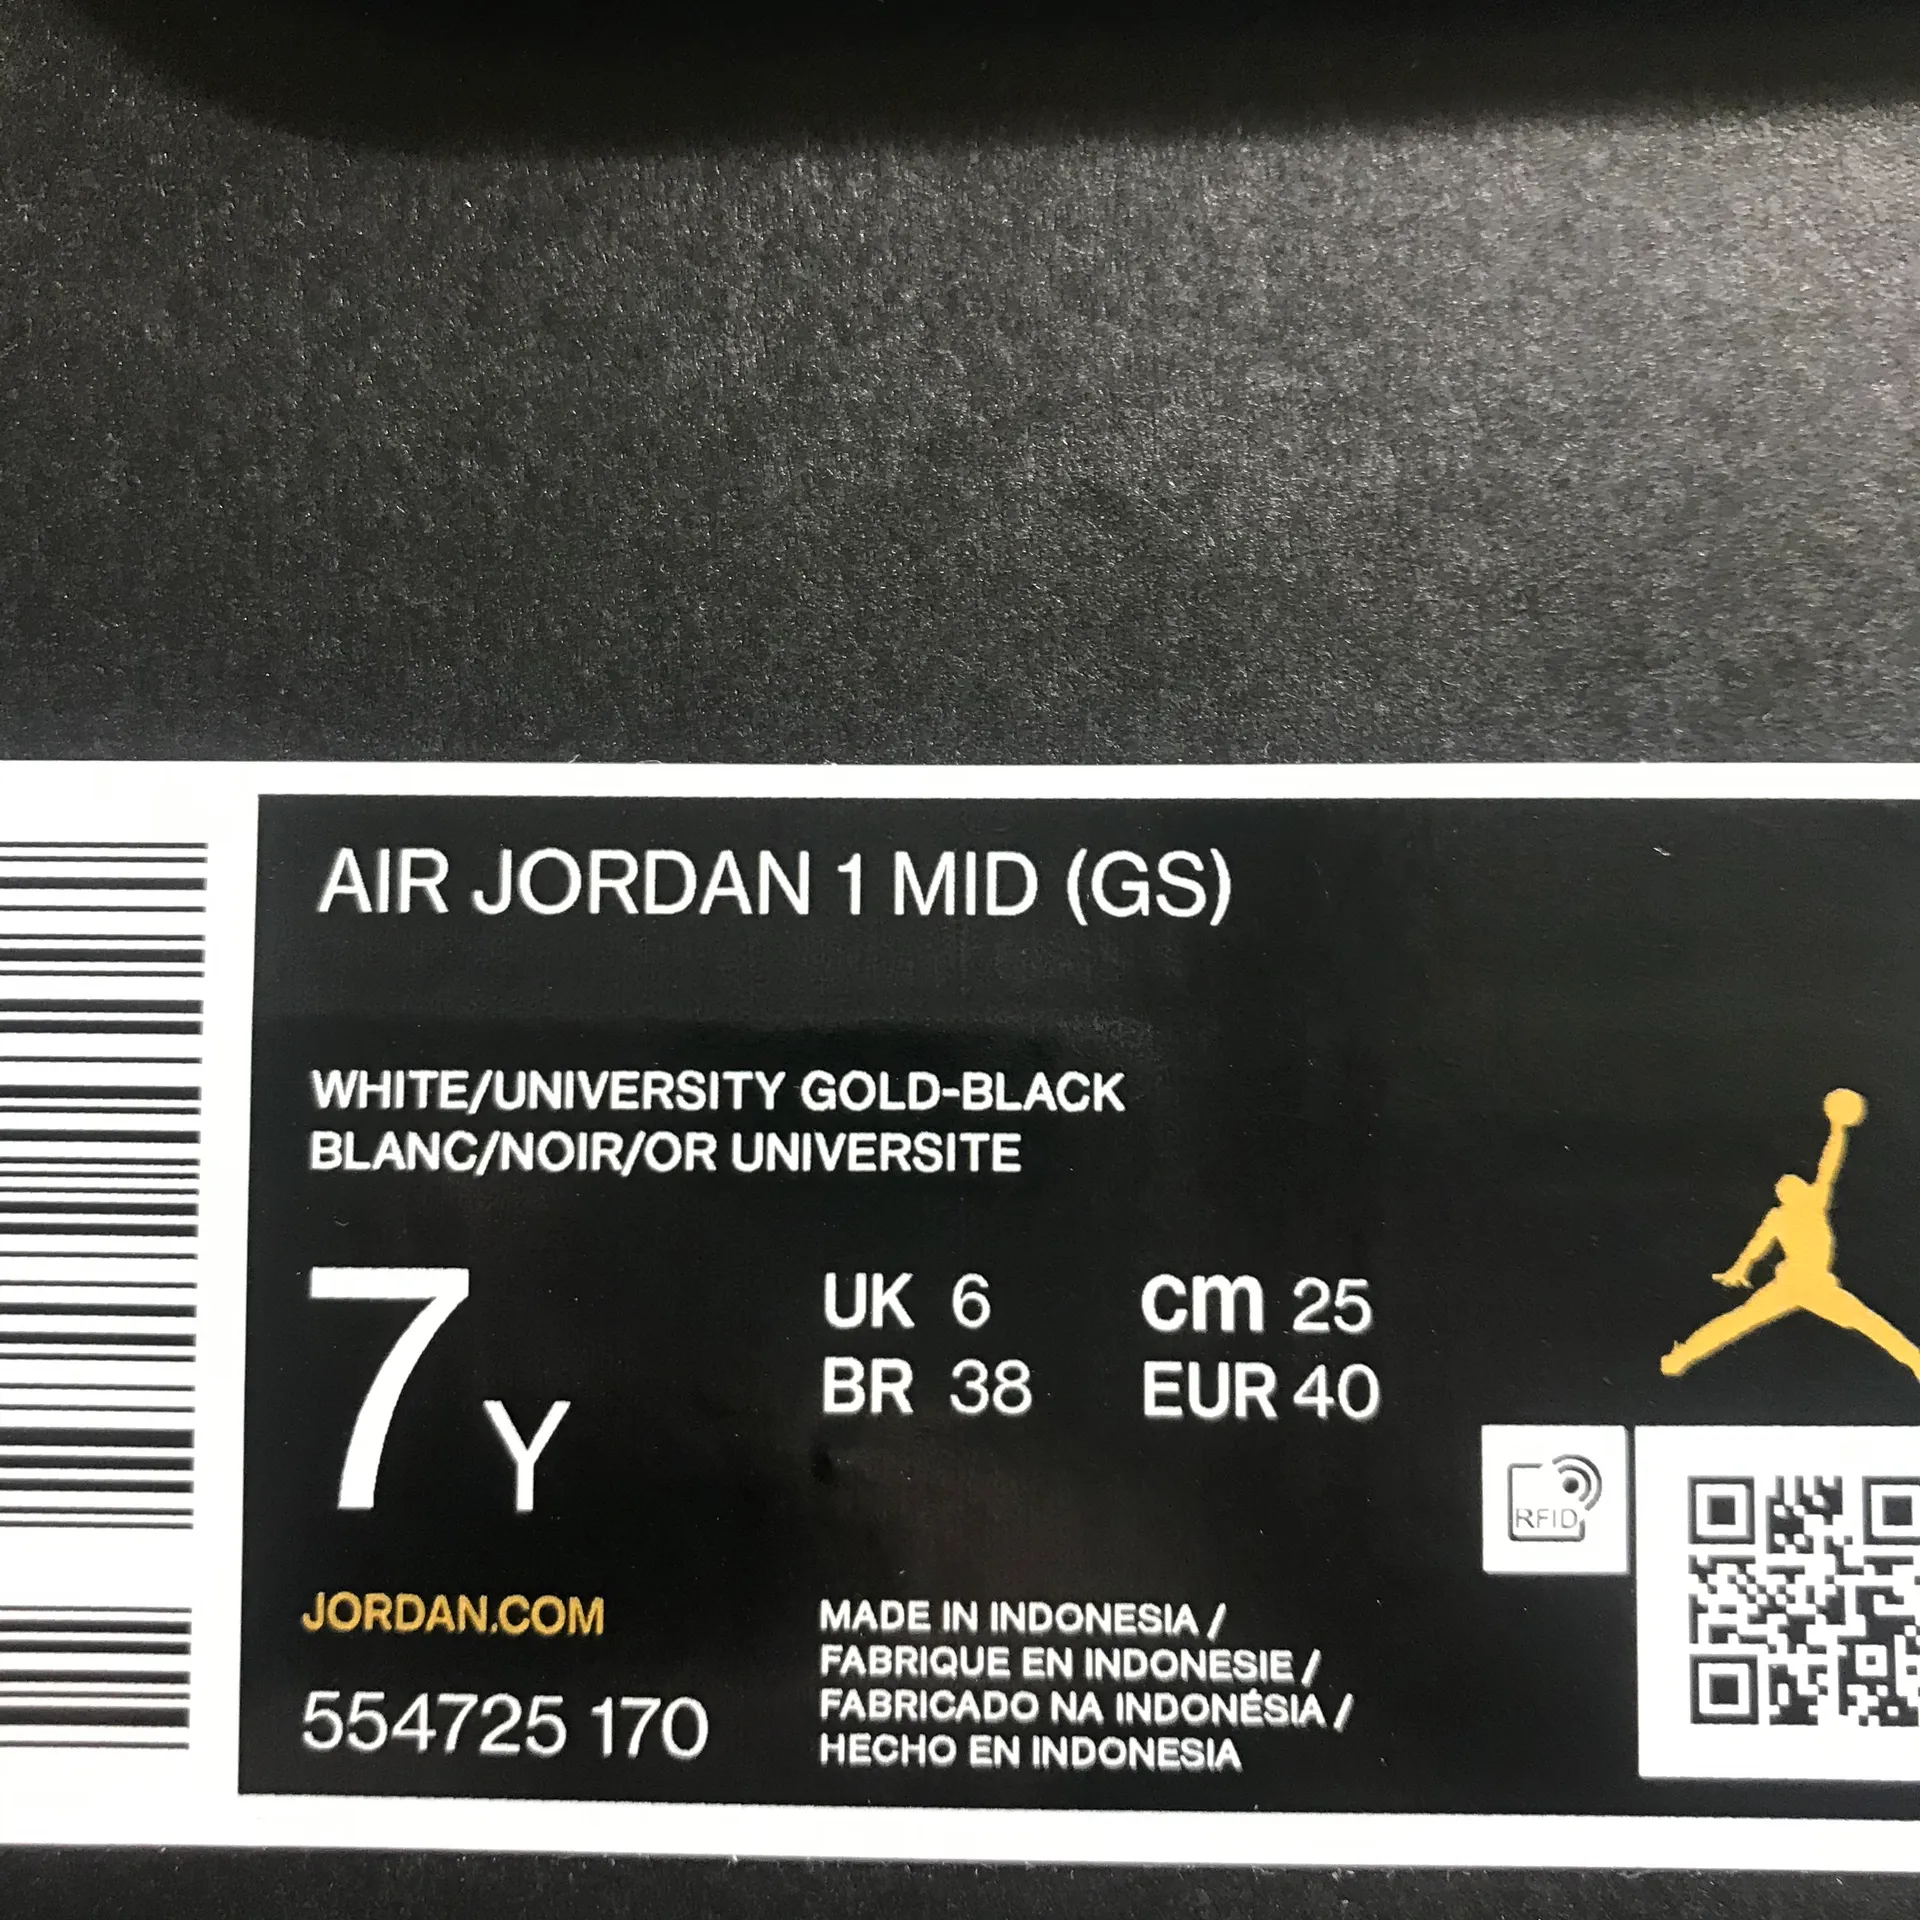 AIR JORDAN 1 MID (GS)
WHITE/UNIVERSITY GOLD-BLACK
BLANC/NOIR/OR UNIVERSITE
7Y
UK 6 cm 25
BR 38 EUR 40
RFID
JORDAN.COM
554725 170
MADE IN INDONESIA /
FABRIQUE EN INDONESIE /
FABRICADO NA INDONÉSIA /
HECHO EN INDONESIA